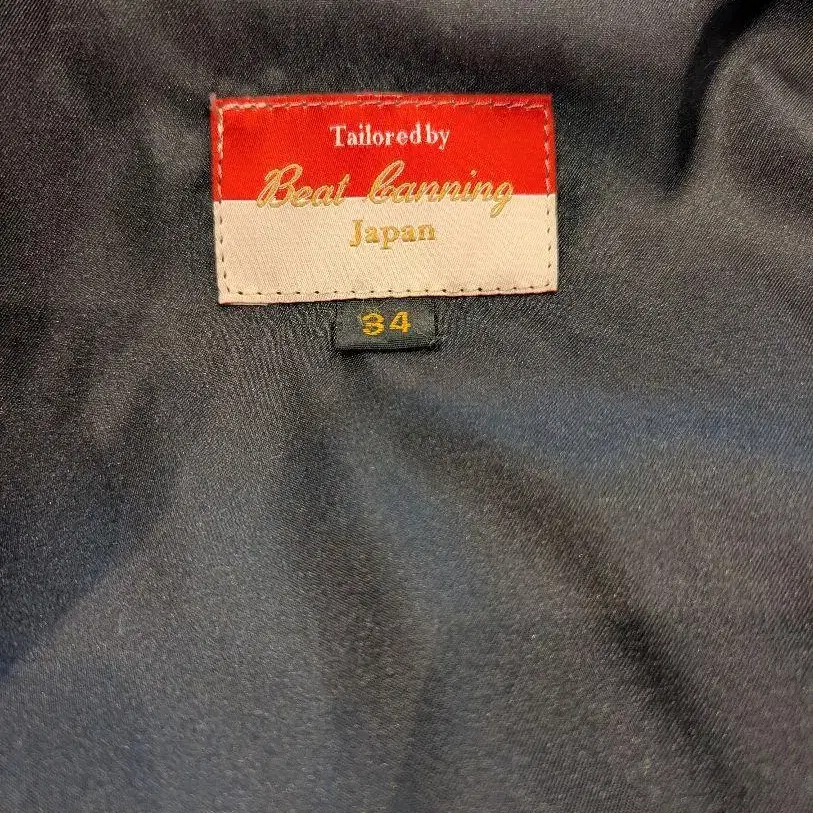 Tailored by
Beat Canning
Japan
34